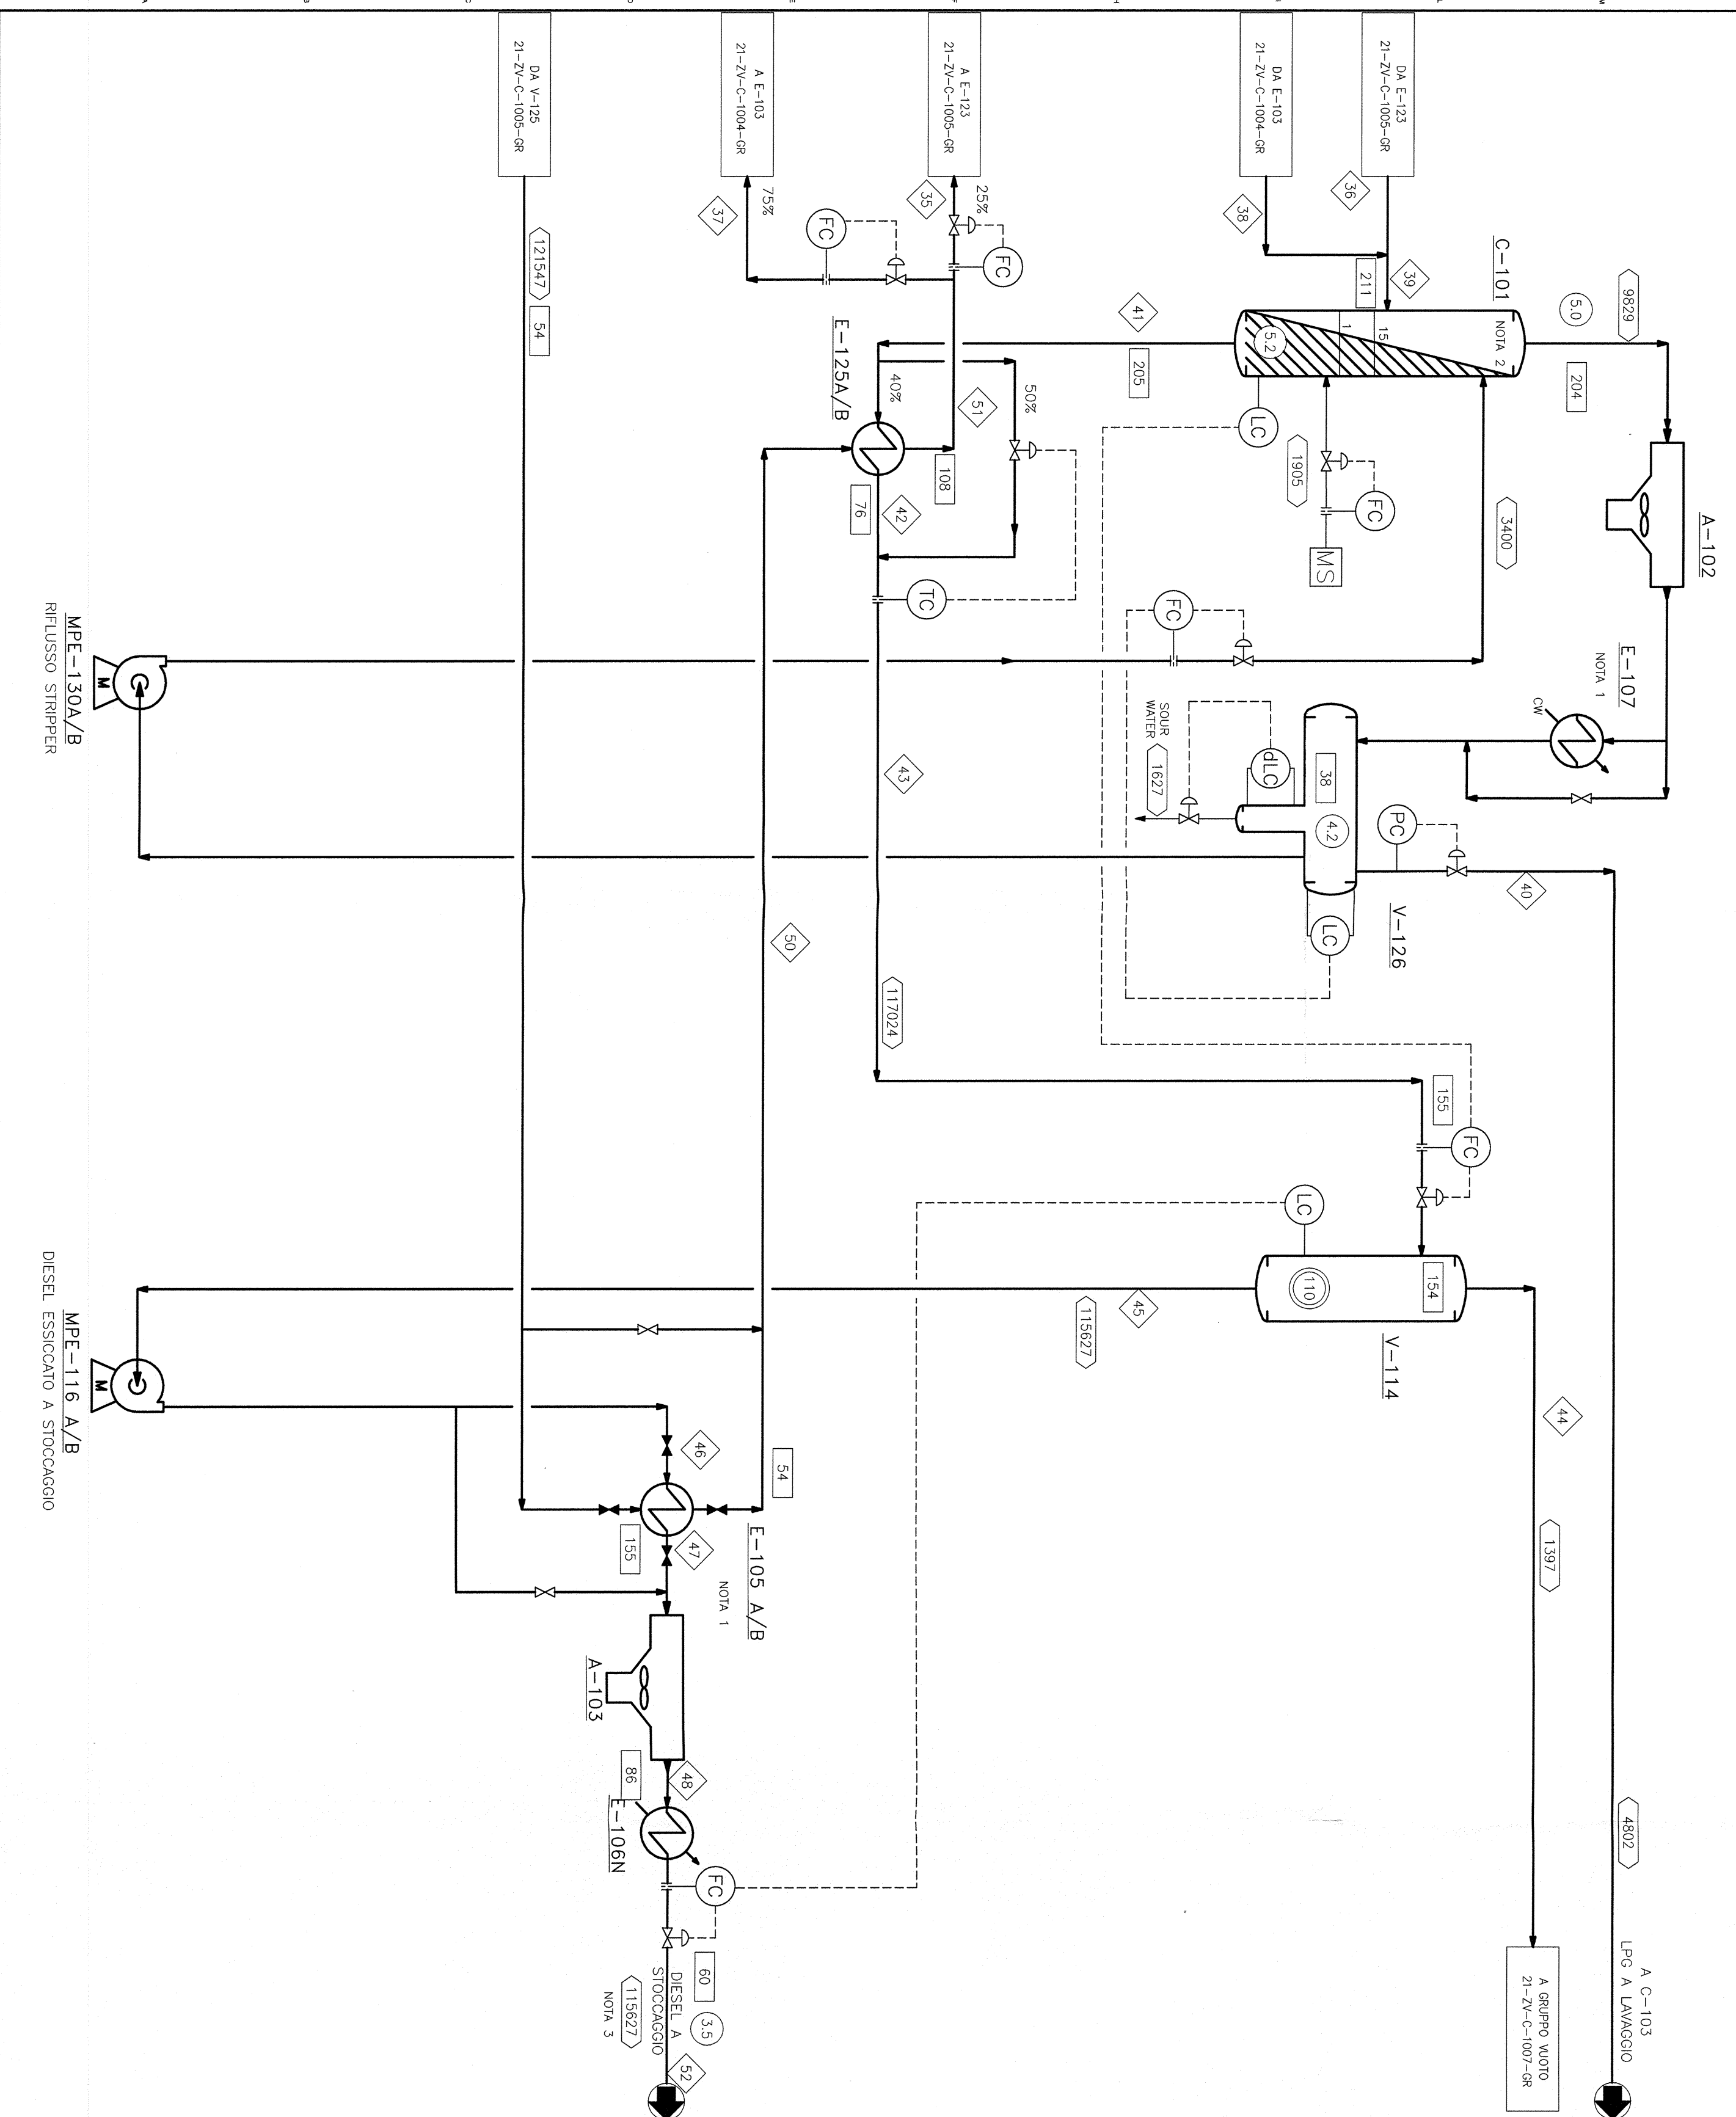 DA E-123
21-ZV-C-1005-GR
DA E-103
21-ZV-C-1004-GR
A E-123
21-ZV-C-1005-GR
A E-103
21-ZV-C-1004-GR
DA V-125
21-ZV-C-1005-GR
36
38
39
211
C-101
NOTA 2
15
1
5.2
9829
5.0
204
A-102
E-107
NOTA 1
CW
3400
FC
1905
MS
LC
41
205
25%
35
FC
75%
37
FC
E-125A/B
40%
50%
51
108
42
76
TC
FC
121547
54
MPE-130A/B
RIFLUSSO STRIPPER
M
SOUR
WATER
1627
dLC
38
4.2
PC
40
V-126
LC
43
50
117024
155
FC
LC
154
110
V-114
44
1397
45
115627
4802
A C-103
LPG A LAVAGGIO
A GRUPPO VUOTO
21-ZV-C-1007-GR
MPE-116 A/B
DIESEL ESSICCATO A STOCCAGGIO
M
46
54
E-105 A/B
NOTA 1
47
155
A-103
48
86
E-106N
FC
60
3.5
DIESEL A
STOCCAGGIO
115627
NOTA 3
52